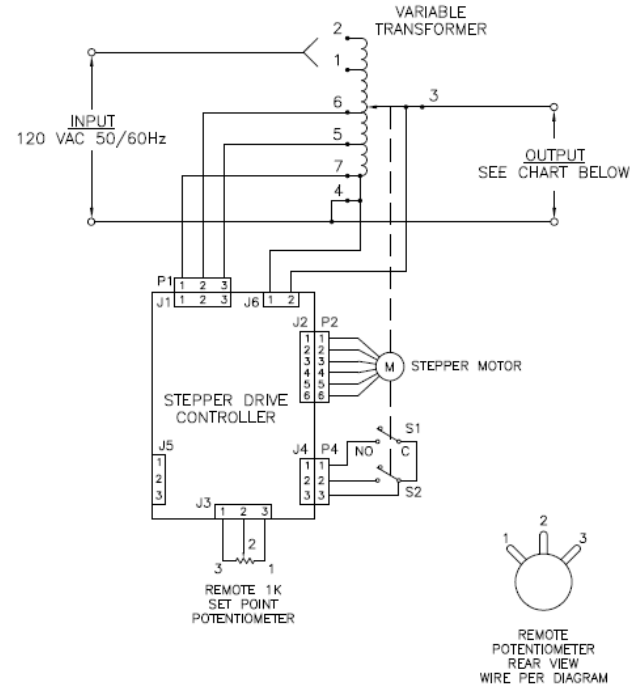 VARIABLE
TRANSFORMER
2
1
6
3
5
7
4
INPUT
120 VAC 50/60Hz
OUTPUT
SEE CHART BELOW
P1
1 2 3
J1
1 2 3
J6
1 2
J2 P2
1 1
2 2
3 3
4 4
5 5
6 6
M
STEPPER MOTOR
STEPPER DRIVE
CONTROLLER
J5
1
2
3
J4 P4
1 1
2 2
3 3
NO C
S1
S2
J3
1 2 3
2
3 1
REMOTE 1K
SET POINT
POTENTIOMETER
1 2 3
REMOTE
POTENTIOMETER
REAR VIEW
WIRE PER DIAGRAM